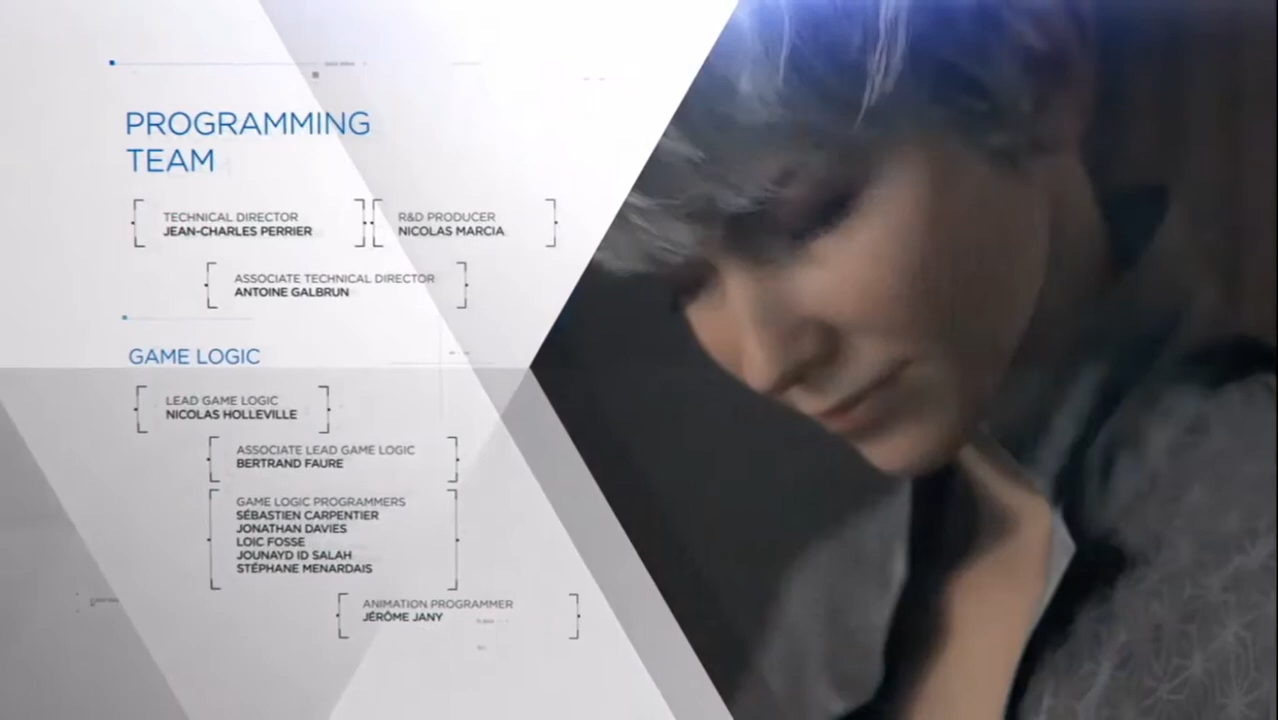 PROGRAMMING
TEAM
TECHNICAL DIRECTOR
JEAN-CHARLES PERRIER
R&D PRODUCER
NICOLAS MARCIA
ASSOCIATE TECHNICAL DIRECTOR
ANTOINE GALBRUN
GAME LOGIC
LEAD GAME LOGIC
NICOLAS HOLLEVILLE
ASSOCIATE LEAD GAME LOGIC
BERTRAND FAURE
GAME LOGIC PROGRAMMERS
SÉBASTIEN CARPENTIER
JONATHAN DAVIES
LOIC FOSSE
JOUNAYD ID SALAH
STÉPHANE MENARDAIS
ANIMATION PROGRAMMER
JÉRÔME JANY